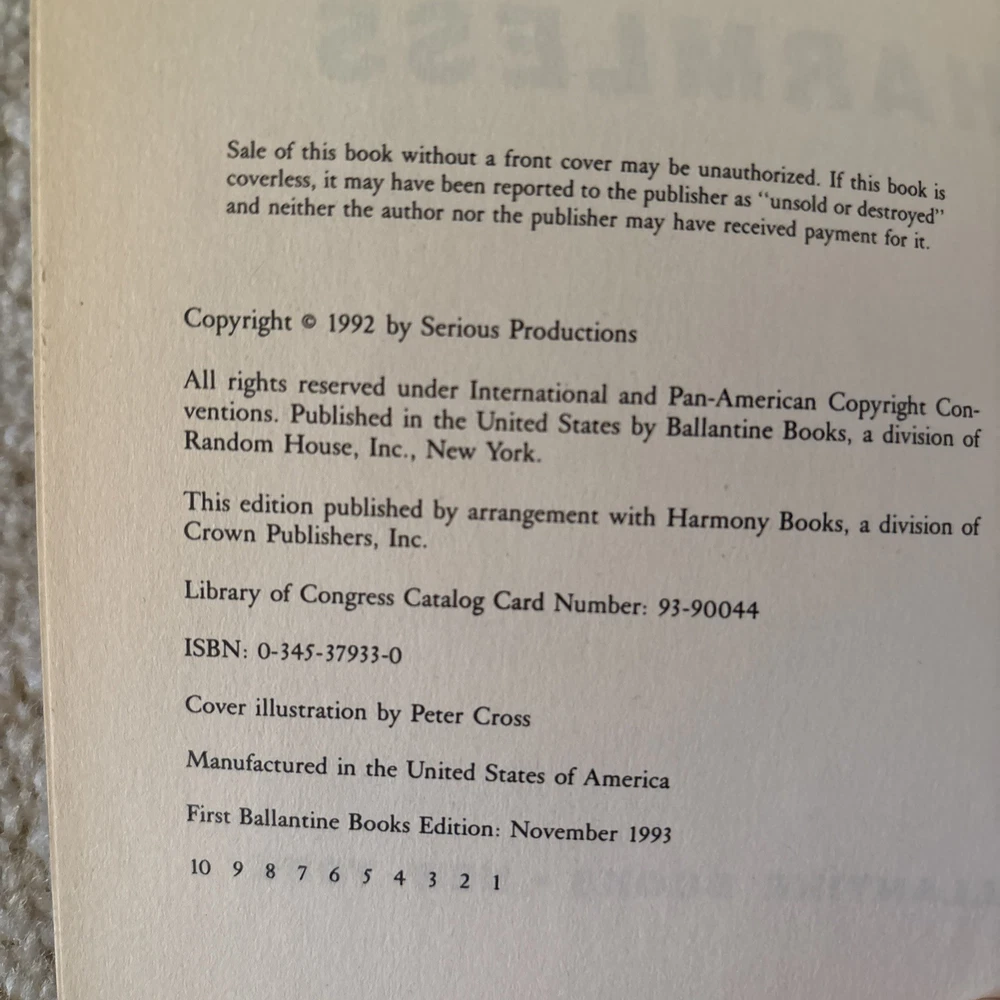 Sale of this book without a front cover may be unauthorized. If this book is
coverless, it may have been reported to the publisher as "unsold or destroyed"
and neither the author nor the publisher may have received payment for it.
Copyright © 1992 by Serious Productions
All rights reserved under International and Pan-American Copyright Con-
ventions. Published in the United States by Ballantine Books, a division of
Random House, Inc., New York.
This edition published by arrangement with Harmony Books, a division of
Crown Publishers, Inc.
Library of Congress Catalog Card Number: 93-90044
ISBN: 0-345-37933-0
Cover illustration by Peter Cross
Manufactured in the United States of America
First Ballantine Books Edition: November 1993
10 9 8 7 6 5 4 3 2 1